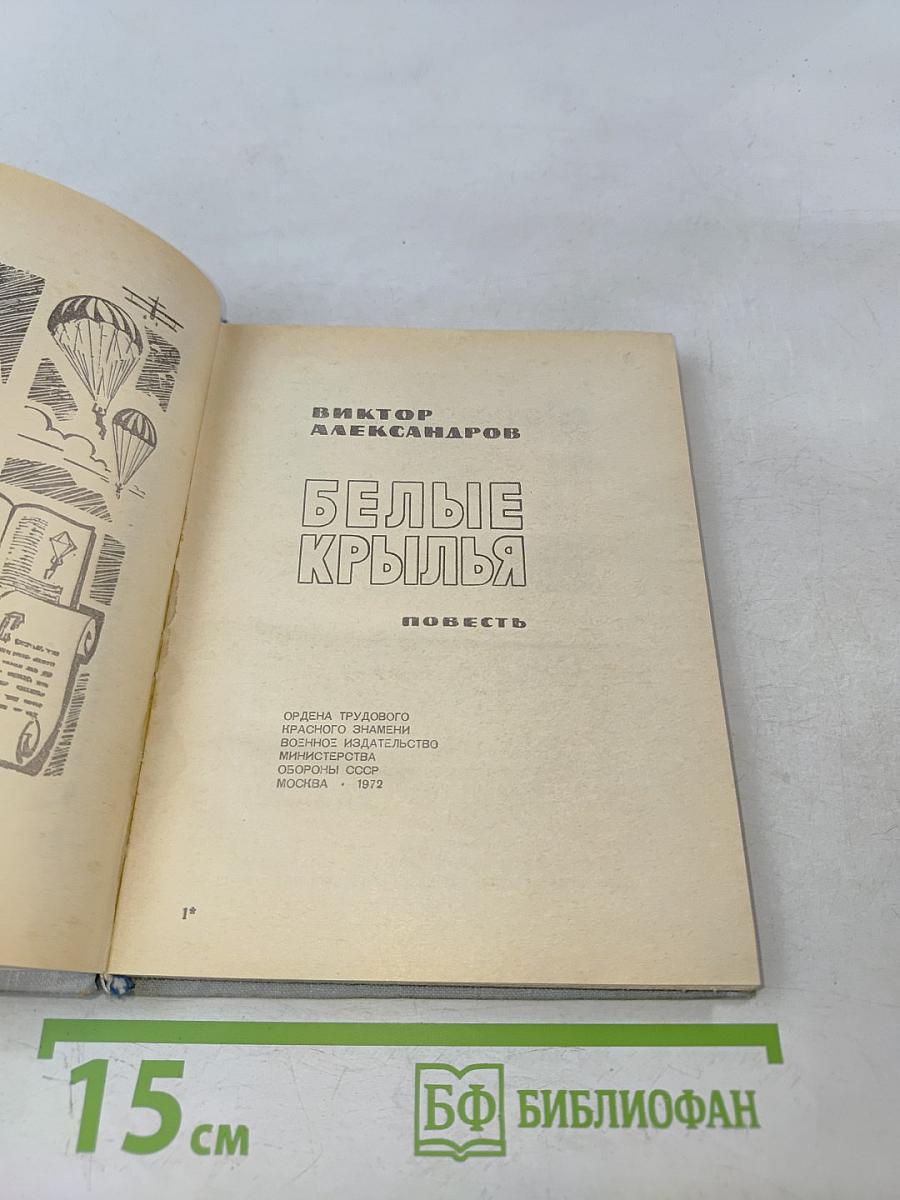 ВИКТОР
АЛЕКСАНДРОВ
БЕЛЫЕ
КРЫЛЬЯ
ПОВЕСТЬ
ОРДЕНА ТРУДОВОГО
КРАСНОГО ЗНАМЕНИ
ВОЕННОЕ ИЗДАТЕЛЬСТВО
МИНИСТЕРСТВА
ОБОРОНЫ СССР
МОСКВА • 1972
1*
15 см
БФ БИБЛИОФАН